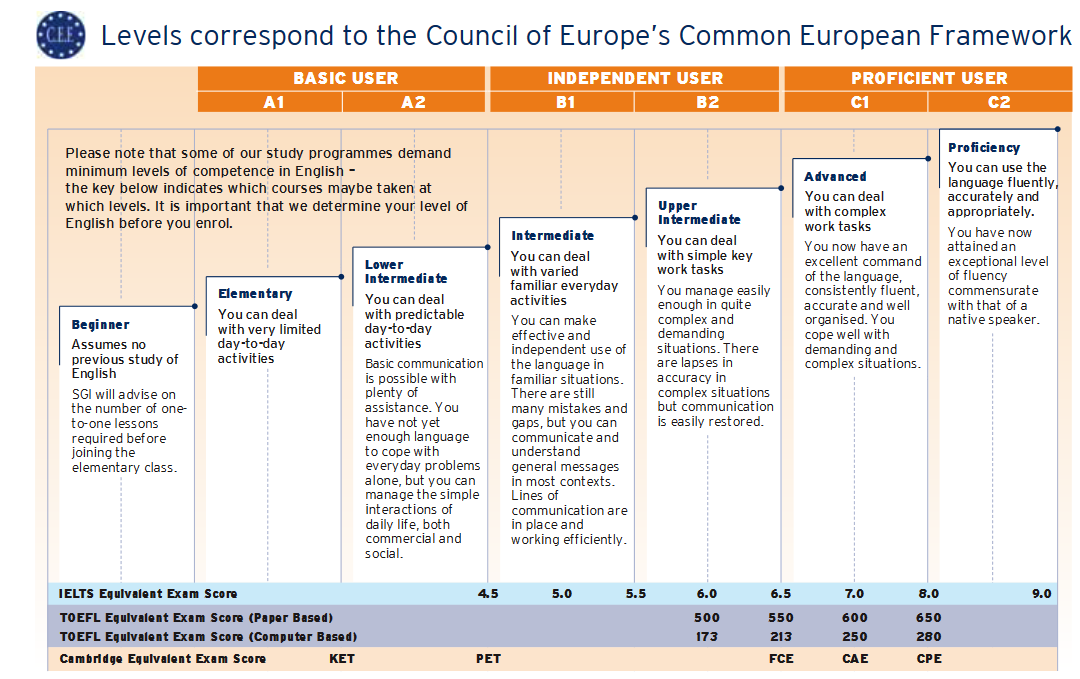 C.E.E
Levels correspond to the Council of Europe's Common European Framework
BASIC USER
INDEPENDENT USER
PROFICIENT USER
A1
A2
B1
B2
C1
C2
Please note that some of our study programmes demand
minimum levels of competence in English –
the key below indicates which courses maybe taken at
which levels. It is important that we determine your level of
English before you enrol.
Beginner
Assumes no
previous study of
English
SGI will advise on
the number of one-
to-one lessons
required before
joining the
elementary class.
Elementary
You can deal
with very limited
day-to-day
activities
Lower
Intermediate
You can deal
with predictable
day-to-day
activities
Basic communication
is possible with
plenty of
assistance. You
have not yet
enough language
to cope with
everyday problems
alone, but you can
manage the simple
interactions of
daily life, both
commercial and
social.
Intermediate
You can deal
with varied
familiar everyday
activities
You can make
effective and
independent use of
the language in
familiar situations.
There are still
many mistakes and
gaps, but you can
communicate and
understand
general messages
in most contexts.
Lines of
communication are
in place and
working efficiently.
Upper
Intermediate
You can deal
with simple key
work tasks
You manage easily
enough in quite
complex and
demanding
situations. There
are lapses in
accuracy in
complex situations
but communication
is easily restored.
Advanced
You can deal
with complex
work tasks
You now have an
excellent command
of the language,
consistently fluent,
accurate and well
organised. You
cope well with
demanding and
complex situations.
Proficiency
You can use the
language fluently,
accurately and
appropriately.
You have now
attained an
exceptional level
of fluency
commensurate
with that of a
native speaker.
IELTS Equivalent Exam Score 4.5 5.0 5.5 6.0 6.5 7.0 8.0 9.0
TOEFL Equivalent Exam Score (Paper Based) 500 550 600 650
TOEFL Equivalent Exam Score (Computer Based) 173 213 250 280
Cambridge Equivalent Exam Score KET PET FCE CAE CPE